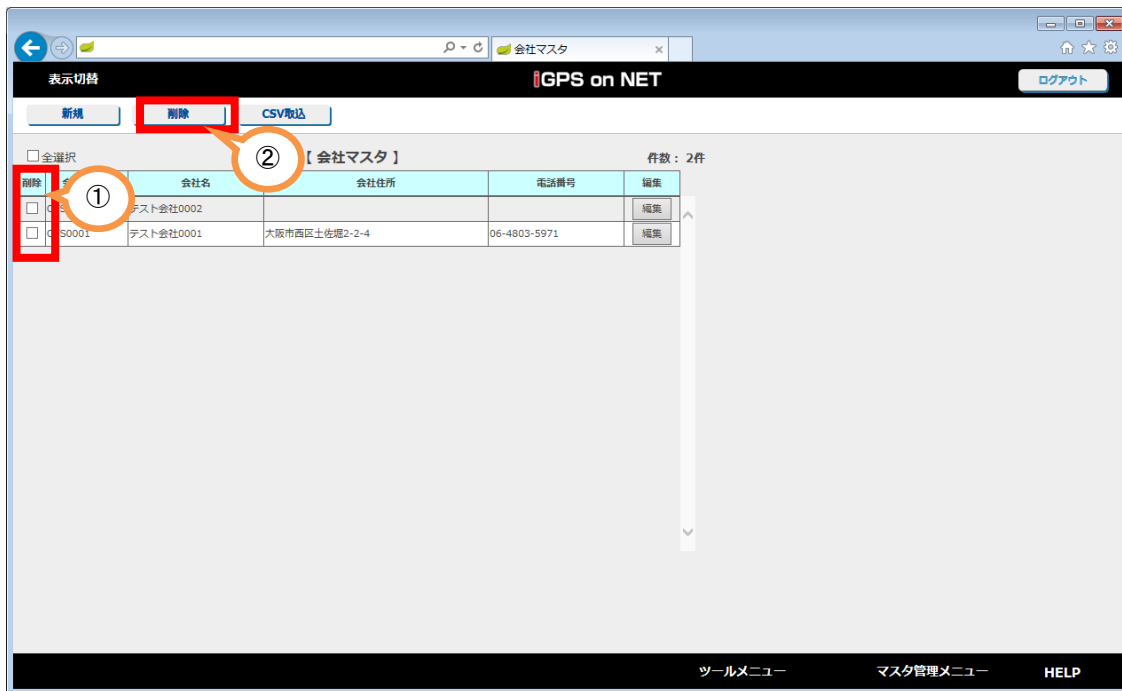 会社マスタ
表示切替
iGPS on NET
ログアウト
新規 削除 CSV取込
②
全選択 【 会社マスタ 】 件数： 2件
削除 会社名 会社住所 電話番号 編集
①
テスト会社0002 編集
テスト会社0001 大阪市西区土佐堀2-2-4 06-4803-5971 編集
ツールメニュー マスタ管理メニュー HELP